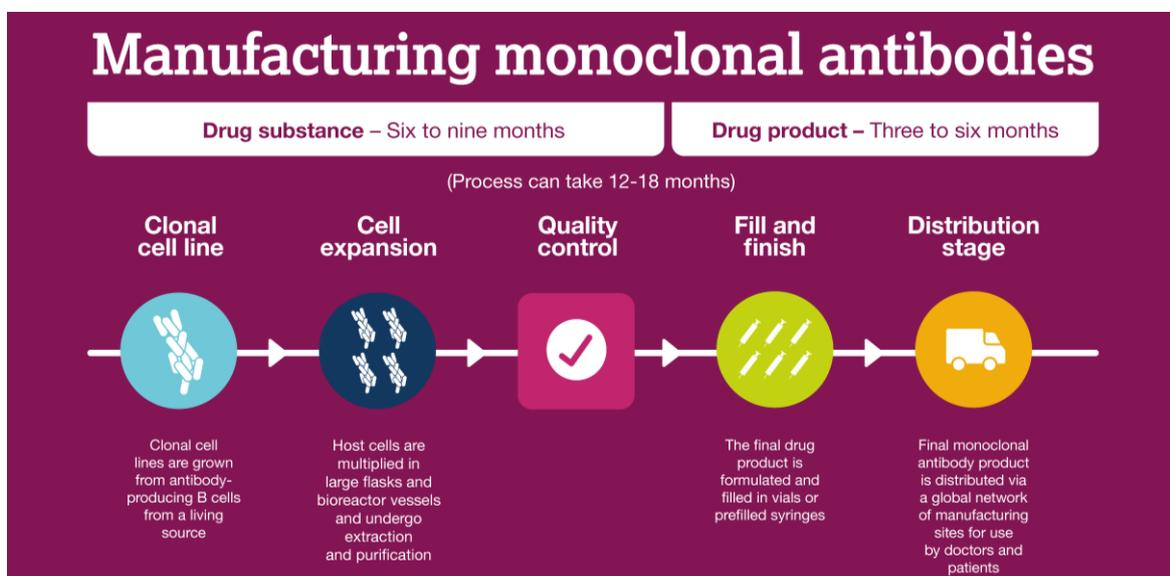 Manufacturing monoclonal antibodies
Drug substance – Six to nine months
Drug product – Three to six months
(Process can take 12-18 months)
Clonal
cell line
Cell
expansion
Quality
control
Fill and
finish
Distribution
stage
Clonal cell
lines are grown
from antibody-
producing B cells
from a living
source
Host cells are
multiplied in
large flasks and
bioreactor vessels
and undergo
extraction
and purification
The final drug
product is
formulated and
filled in vials or
prefilled syringes
Final monoclonal
antibody product
is distributed via
a global network
of manufacturing
sites for use
by doctors and
patients